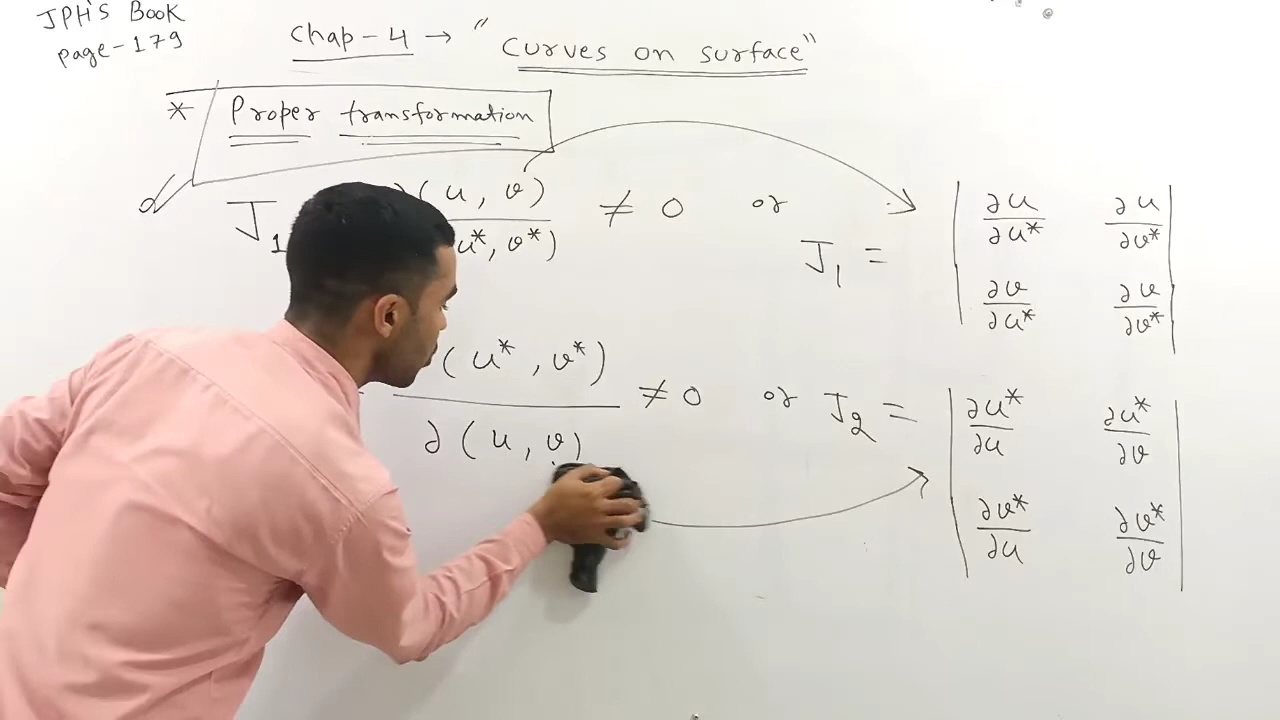 JPH'S Book
page-179
Chap-4 → "Curves on surface"
* Proper transformation
J1 ∂(u, v) / u*, v*) ≠ 0 or J1 = | ∂u/∂u* ∂u/∂v* |
| ∂v/∂u* ∂v/∂v* |
(u*, v*) / ∂(u, v) ≠ 0 or J2 = | ∂u*/∂u ∂u*/∂v |
| ∂v*/∂u ∂v*/∂v |